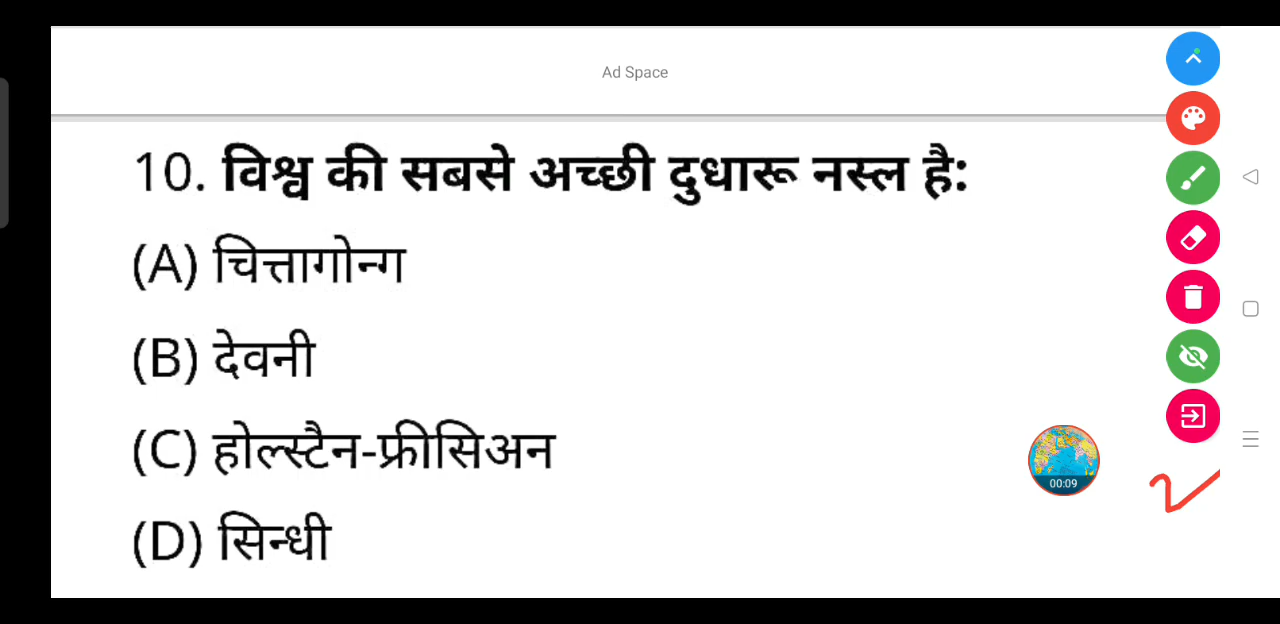 Ad Space
10. विश्व की सबसे अच्छी दुधारू नस्ल है:
(A) चित्तागोन्ग
(B) देवनी
(C) होल्स्टैन-फ्रीसिअन
00:09
(D) सिन्धी